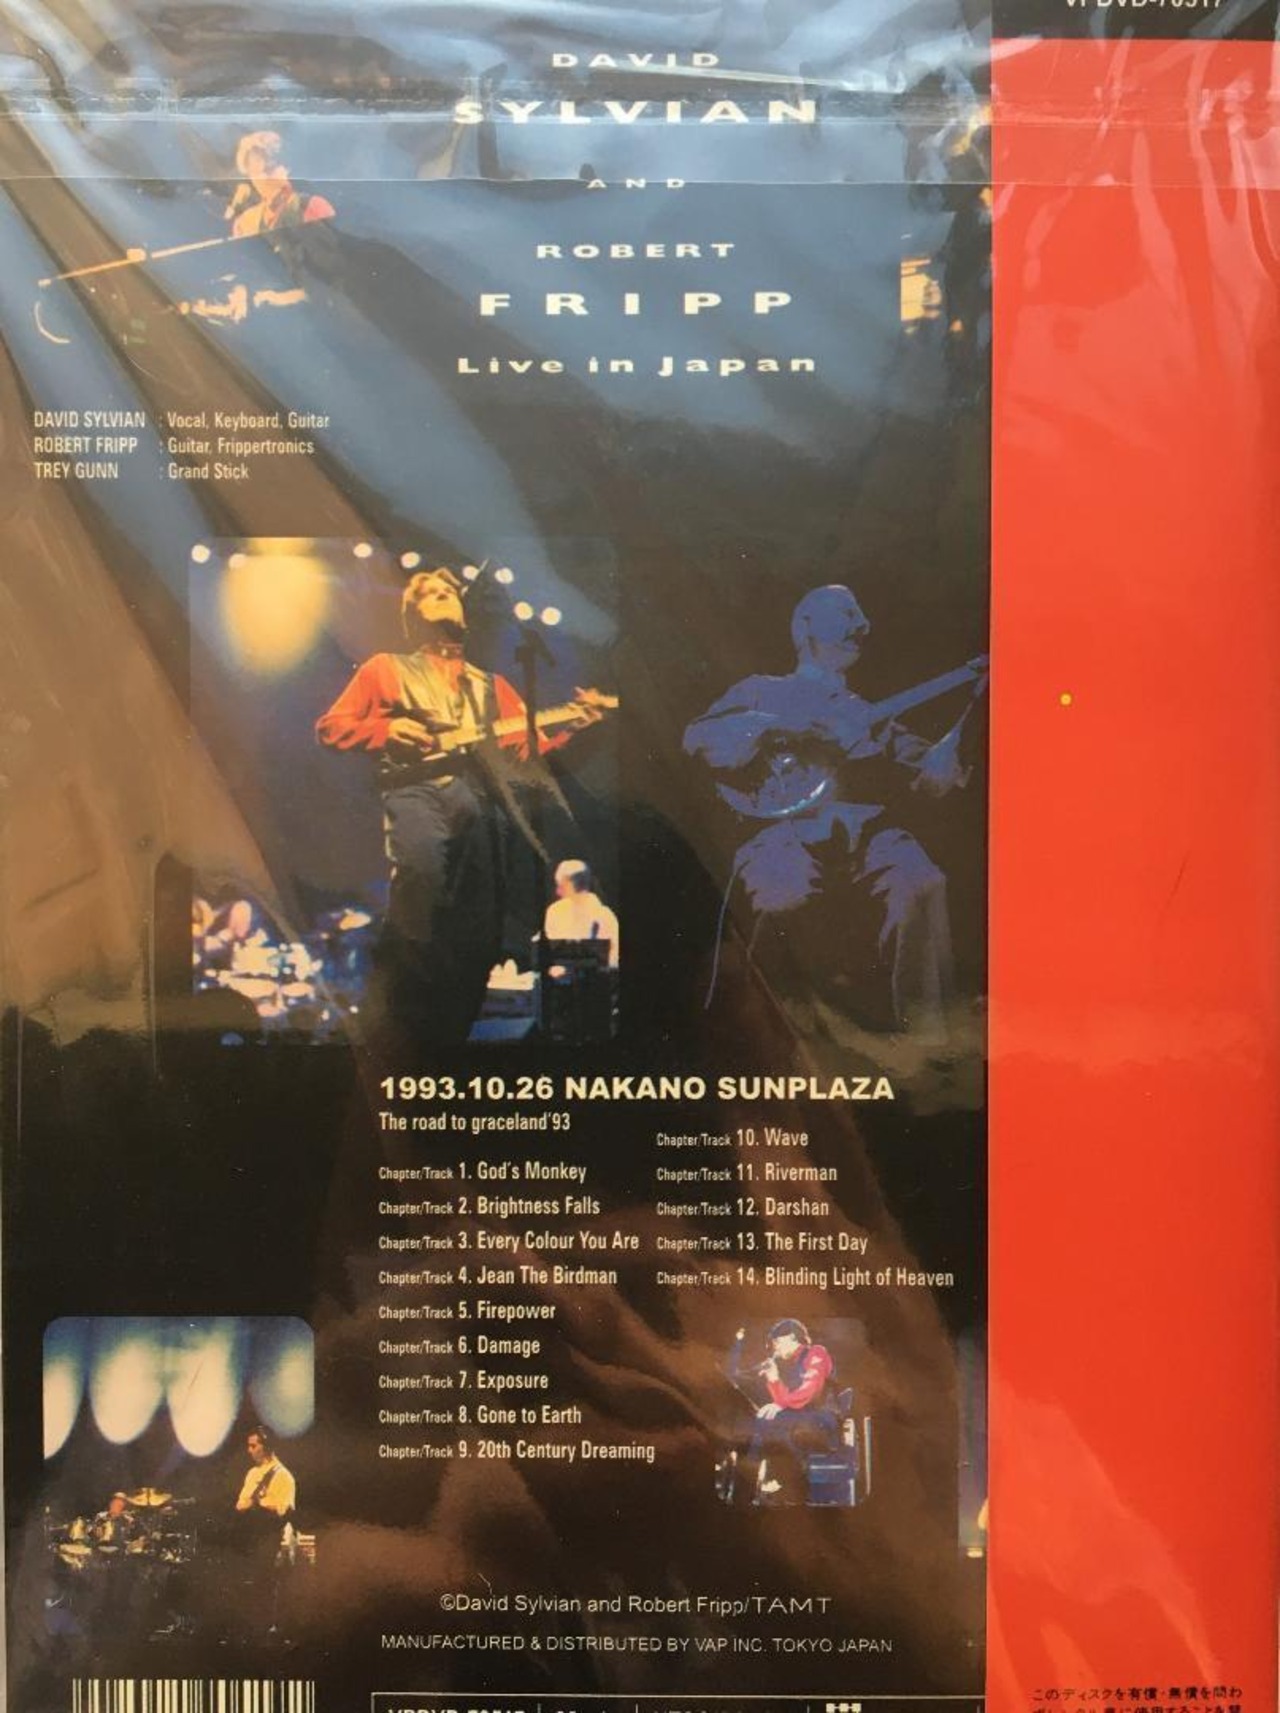 DAVID
SYLVIAN
AND
ROBERT
FRIPP
Live in Japan
DAVID SYLVIAN : Vocal, Keyboard, Guitar
ROBERT FRIPP : Guitar, Frippertronics
TREY GUNN : Grand Stick
1993.10.26 NAKANO SUNPLAZA
The road to graceland'93
Chapter/Track 1. God's Monkey
Chapter/Track 2. Brightness Falls
Chapter/Track 3. Every Colour You Are
Chapter/Track 4. Jean The Birdman
Chapter/Track 5. Firepower
Chapter/Track 6. Damage
Chapter/Track 7. Exposure
Chapter/Track 8. Gone to Earth
Chapter/Track 9. 20th Century Dreaming
Chapter/Track 10. Wave
Chapter/Track 11. Riverman
Chapter/Track 12. Darshan
Chapter/Track 13. The First Day
Chapter/Track 14. Blinding Light of Heaven
©David Sylvian and Robert Fripp/TAMT
MANUFACTURED & DISTRIBUTED BY VAP INC. TOKYO JAPAN
このディスクを有償・無償を問わ